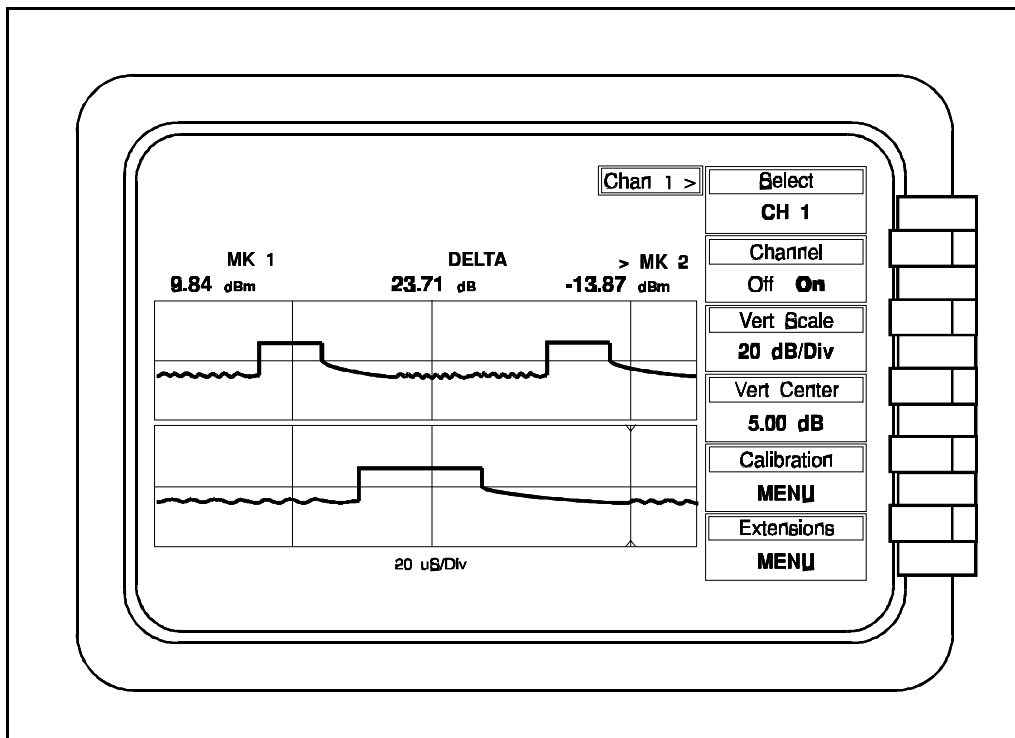 Chan 1 >
Select
CH 1
Channel
Off On
Vert Scale
20 dB/Div
Vert Center
5.00 dB
Calibration
MENU
Extensions
MENU
MK 1 DELTA > MK 2
9.84 dBm 23.71 dB -13.87 dBm
20 uS/Div